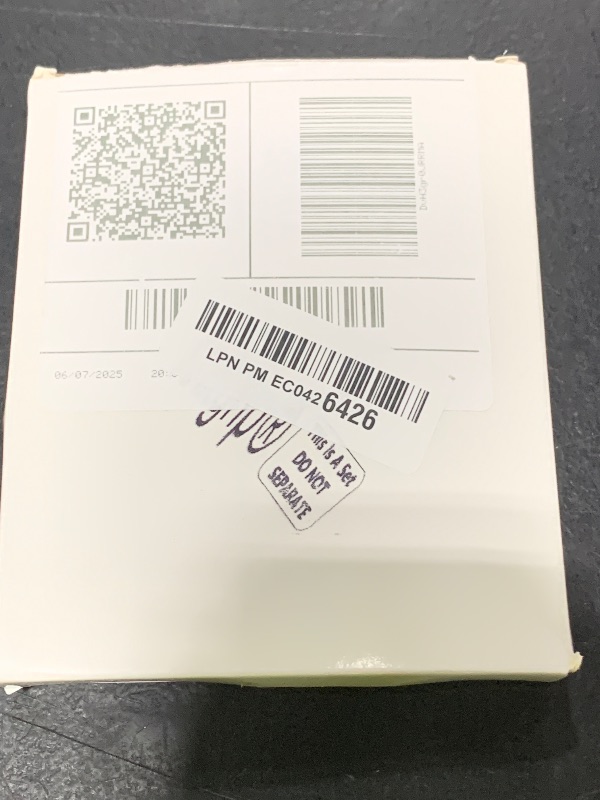 06/07/2025
LPN PM EC0426426
This Is A Set
DO NOT
SEPARATE